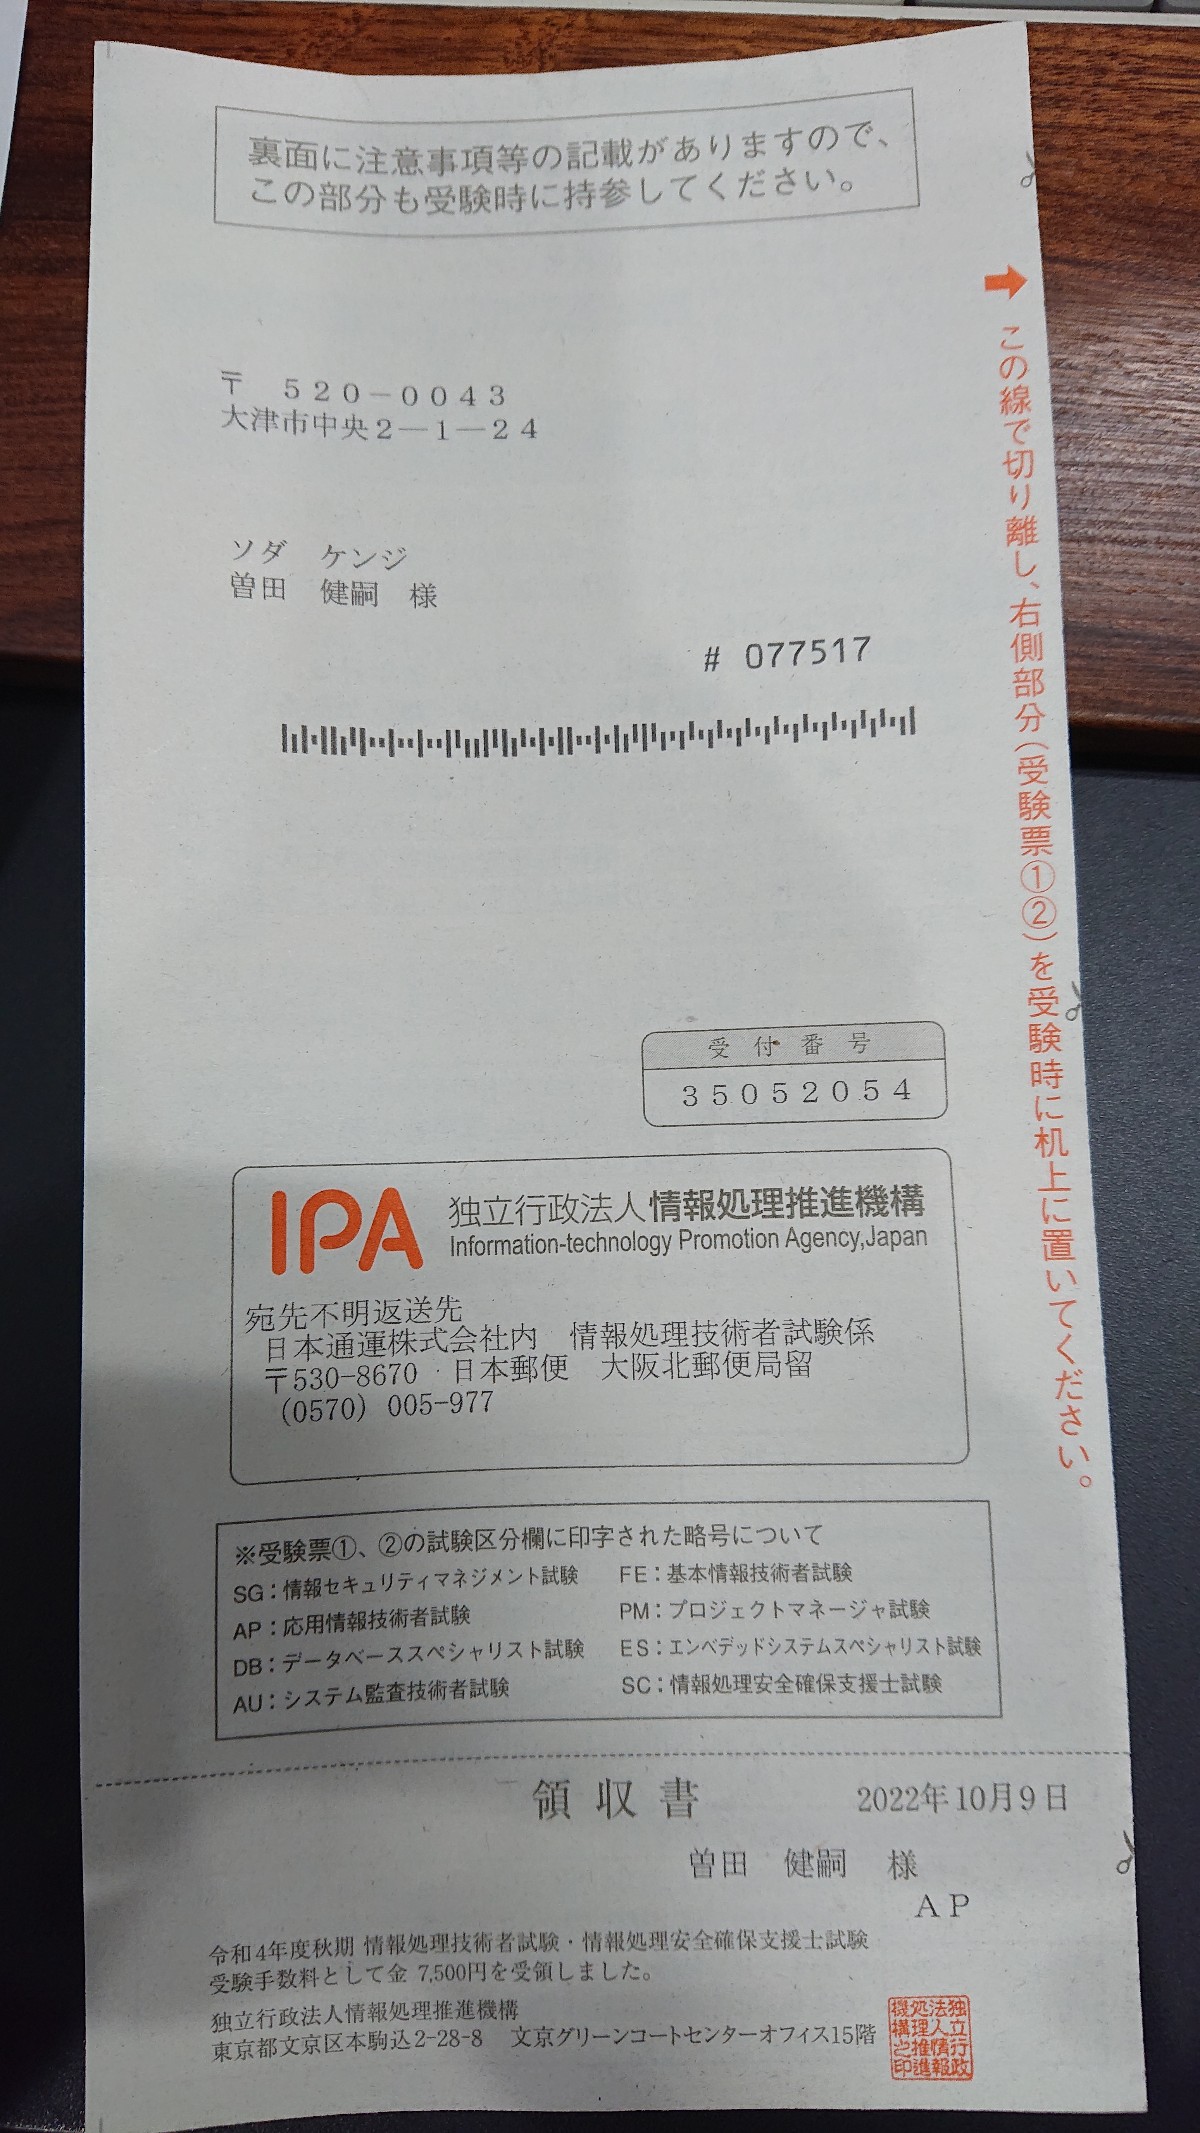 裏面に注意事項等の記載がありますので、
この部分も受験時に持参してください。
➡ この線で切り離し、右側部分(受験票①②)を受験時に机上に置いてください。
〒 520-0043
大津市中央2-1-24
ソダ ケンジ
曽田 健嗣 様
# 077517
受付番号
35052054
IPA 独立行政法人情報処理推進機構
Information-technology Promotion Agency,Japan
宛先不明返送先
日本通運株式会社内 情報処理技術者試験係
〒530-8670 日本郵便 大阪北郵便局留
(0570) 005-977
※受験票①、②の試験区分欄に印字された略号について
SG：情報セキュリティマネジメント試験 FE：基本情報技術者試験
AP：応用情報技術者試験 PM：プロジェクトマネージャ試験
DB：データベーススペシャリスト試験 ES：エンベデッドシステムスペシャリスト試験
AU：システム監査技術者試験 SC：情報処理安全確保支援士試験
領収書 2022年10月9日
曽田 健嗣 様
AP
令和4年度秋期 情報処理技術者試験・情報処理安全確保支援士試験
受験手数料として金 7,500円を受領しました。
独立行政法人情報処理推進機構
東京都文京区本駒込2-28-8 文京グリーンコートセンターオフィス15階
独立行政法人情報処理推進機構之印